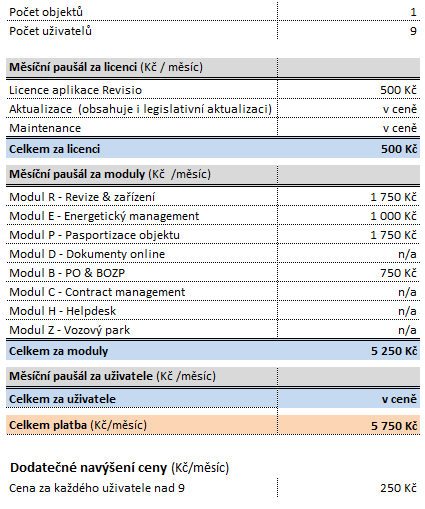 Počet objektů 1
Počet uživatelů 9
Měsíční paušál za licenci (Kč / měsíc)
Licence aplikace Revisio 500 Kč
Aktualizace (obsahuje i legislativní aktualizaci) v ceně
Maintenance v ceně
Celkem za licenci 500 Kč
Měsíční paušál za moduly (Kč /měsíc)
Modul R - Revize & zařízení 1 750 Kč
Modul E - Energetický management 1 000 Kč
Modul P - Pasportizace objektu 1 750 Kč
Modul D - Dokumenty online n/a
Modul B - PO & BOZP 750 Kč
Modul C - Contract management n/a
Modul H - Helpdesk n/a
Modul Z - Vozový park n/a
Celkem za moduly 5 250 Kč
Měsíční paušál za uživatele (Kč /měsíc)
Celkem za uživatele v ceně
Celkem platba (Kč/měsíc) 5 750 Kč
Dodatečné navýšení ceny (Kč/měsíc)
Cena za každého uživatele nad 9 250 Kč